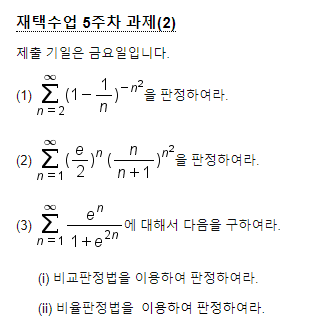 재택수업 5주차 과제(2)
제출 기일은 금요일입니다.
(1) $\sum_{n=2}^{\infty}(1-\frac{1}{n})^{-n^2}$을 판정하여라.
(2) $\sum_{n=1}^{\infty}(\frac{e}{2})^n(\frac{n}{n+1})^{n^2}$을 판정하여라.
(3) $\sum_{n=1}^{\infty}\frac{e^n}{1+e^{2n}}$에 대해서 다음을 구하여라.
(i) 비교판정법을 이용하여 판정하여라.
(ii) 비율판정법을 이용하여 판정하여라.